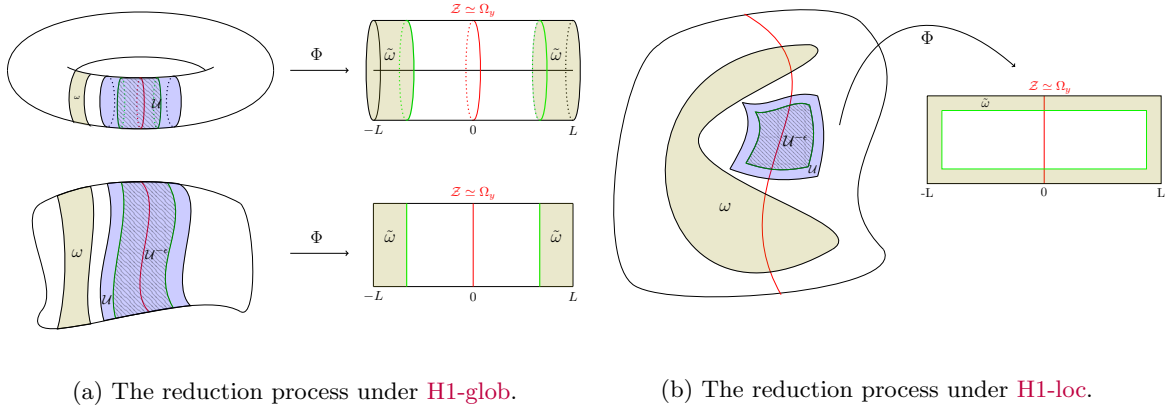 𝒵 ≃ Ω_y
Φ
ω̃
ω̃
ω
𝒰
−L
0
L
𝒵 ≃ Ω_y
Φ
ω̃
ω̃
ω
𝒰^{-ϵ}
𝒰
−L
0
L
Φ
𝒵 ≃ Ω_y
ω̃
𝒰^{-ϵ}
𝒰
ω
-L
0
L
(a) The reduction process under H1-glob.
(b) The reduction process under H1-loc.